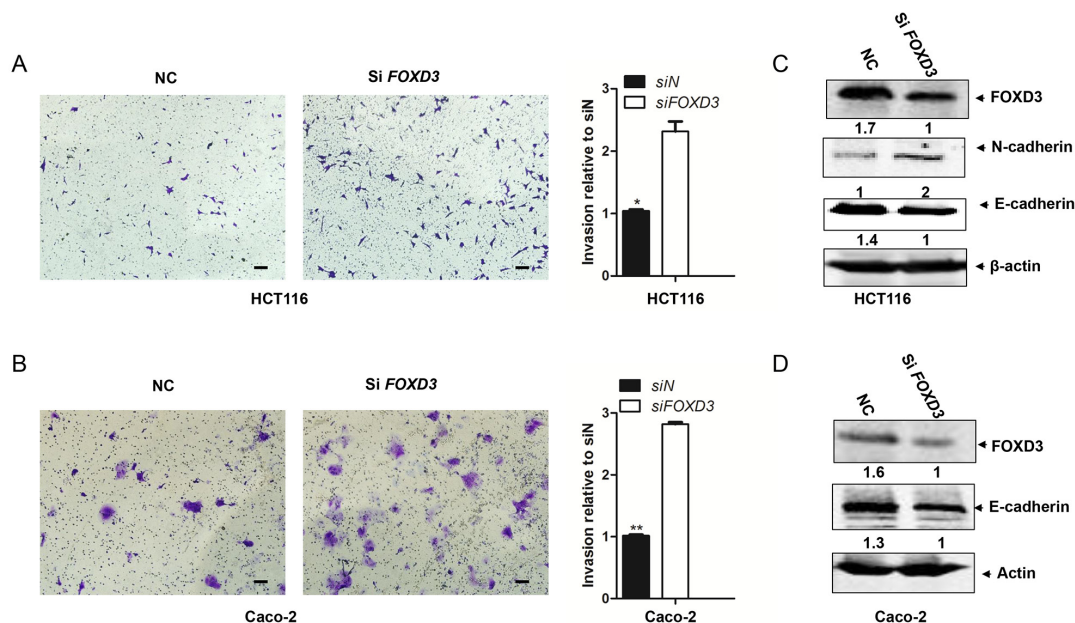 A
NC
Si FOXD3
HCT116
Invasion relative to siN
siN
siFOXD3
3
2
1
0
*
HCT116
C
NC
Si FOXD3
FOXD3
1.7 1
N-cadherin
1 2
E-cadherin
1.4 1
β-actin
HCT116
B
NC
Si FOXD3
Caco-2
Invasion relative to siN
siN
siFOXD3
3
2
1
0
**
Caco-2
D
NC
Si FOXD3
FOXD3
1.6 1
E-cadherin
1.3 1
Actin
Caco-2